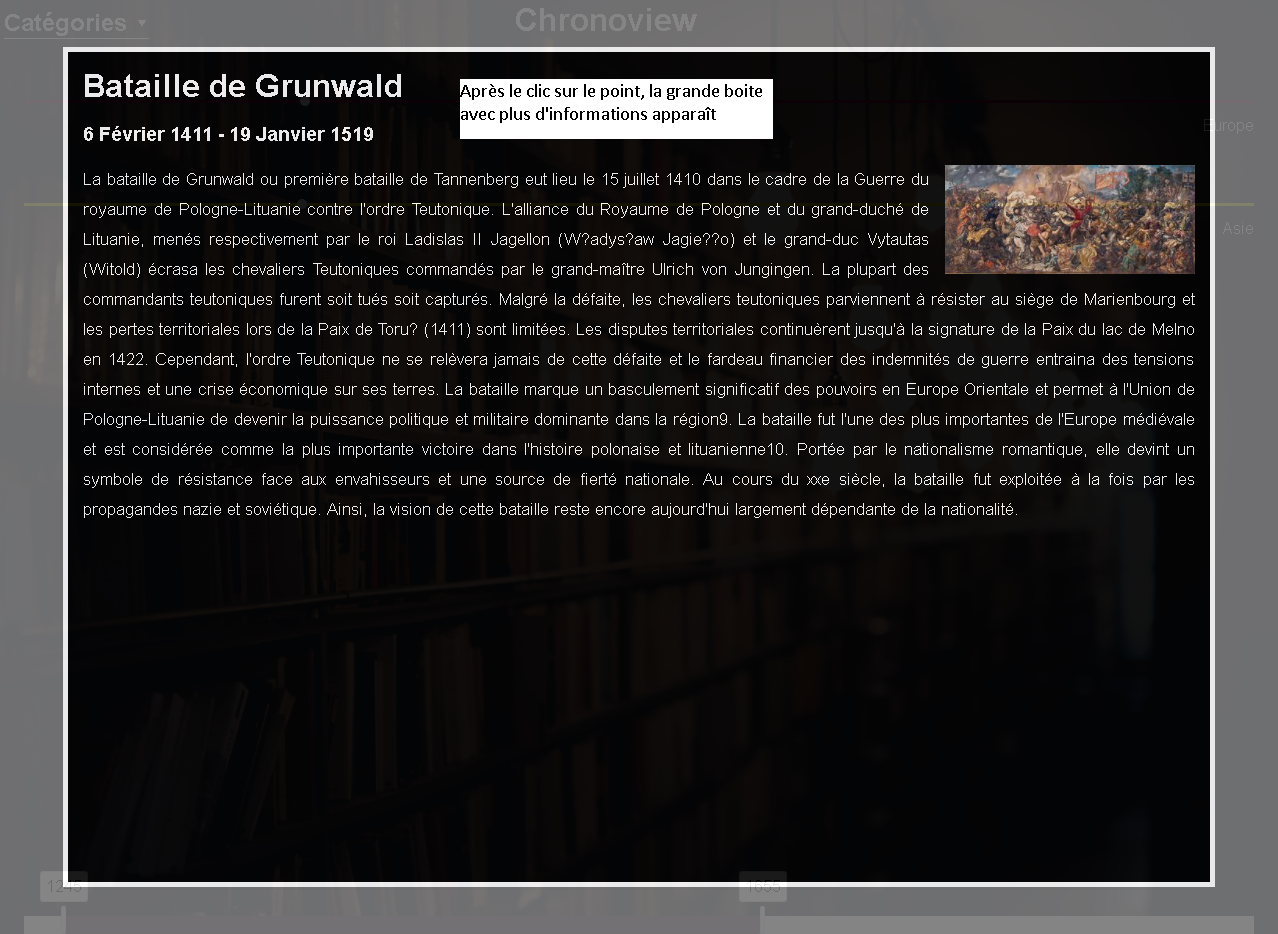 Catégories
Chronoview
Bataille de Grunwald
Après le clic sur le point, la grande boite
avec plus d'informations apparaît
6 Février 1411 - 19 Janvier 1519
Europe
La bataille de Grunwald ou première bataille de Tannenberg eut lieu le 15 juillet 1410 dans le cadre de la Guerre du
royaume de Pologne-Lituanie contre l'ordre Teutonique. L'alliance du Royaume de Pologne et du grand-duché de
Asie
Lituanie, menés respectivement par le roi Ladislas II Jagellon (W?adys?aw Jagie??o) et le grand-duc Vytautas
(Witold) écrasa les chevaliers Teutoniques commandés par le grand-maître Ulrich von Jungingen. La plupart des
commandants teutoniques furent soit tués soit capturés. Malgré la défaite, les chevaliers teutoniques parviennent à résister au siège de Marienbourg et
les pertes territoriales lors de la Paix de Toru? (1411) sont limitées. Les disputes territoriales continuèrent jusqu'à la signature de la Paix du lac de Melno
en 1422. Cependant, l'ordre Teutonique ne se relèvera jamais de cette défaite et le fardeau financier des indemnités de guerre entraina des tensions
internes et une crise économique sur ses terres. La bataille marque un basculement significatif des pouvoirs en Europe Orientale et permet à l'Union de
Pologne-Lituanie de devenir la puissance politique et militaire dominante dans la région9. La bataille fut l'une des plus importantes de l'Europe médiévale
et est considérée comme la plus importante victoire dans l'histoire polonaise et lituanienne10. Portée par le nationalisme romantique, elle devint un
symbole de résistance face aux envahisseurs et une source de fierté nationale. Au cours du xxe siècle, la bataille fut exploitée à la fois par les
propagandes nazie et soviétique. Ainsi, la vision de cette bataille reste encore aujourd'hui largement dépendante de la nationalité.
1245
1655